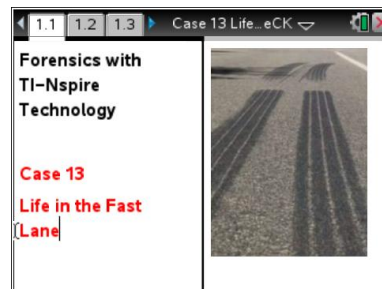 1.1 1.2 1.3 Case 13 Life...eCK
Forensics with
TI-Nspire
Technology
Case 13
Life in the Fast
Lane